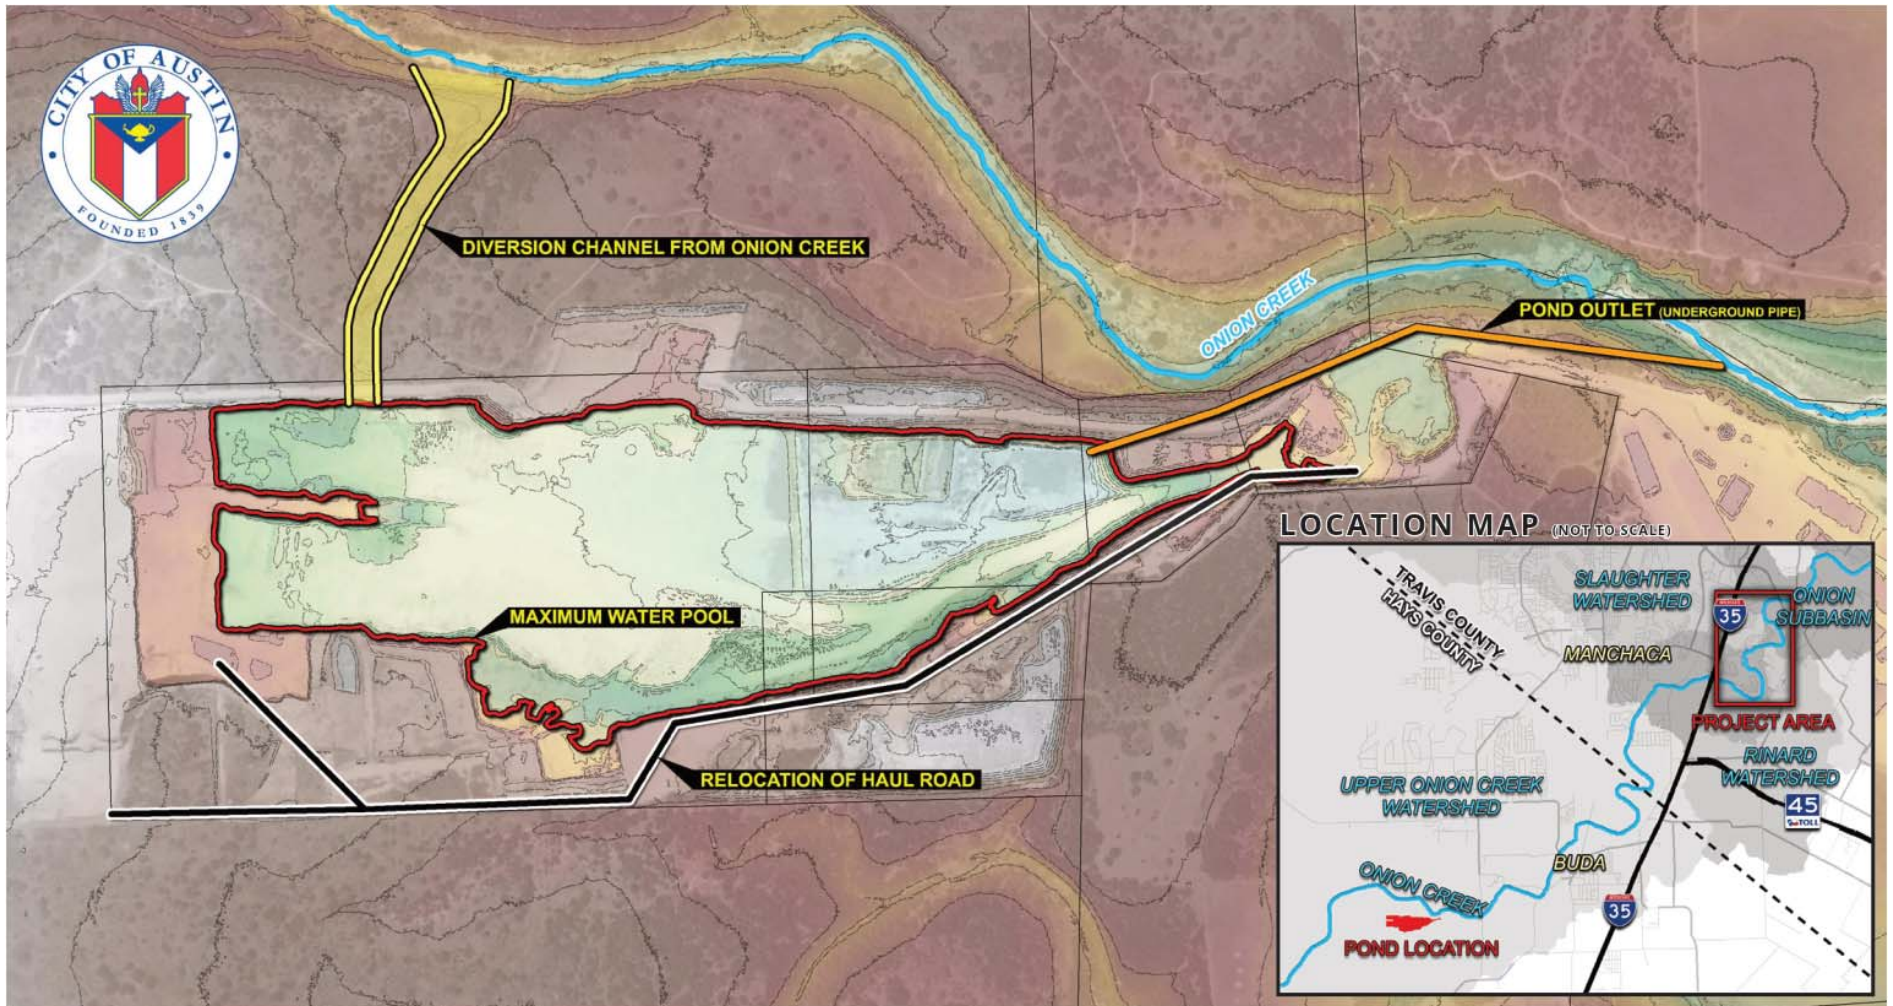 CITY OF AUSTIN
FOUNDED 1839
DIVERSION CHANNEL FROM ONION CREEK
ONION CREEK
POND OUTLET (UNDERGROUND PIPE)
MAXIMUM WATER POOL
RELOCATION OF HAUL ROAD
LOCATION MAP (NOT TO SCALE)
TRAVIS COUNTY
HAYS COUNTY
SLAUGHTER
WATERSHED
35
ONION
SUBBASIN
MANCHACA
PROJECT AREA
RINARD
WATERSHED
45
TOLL
UPPER ONION CREEK
WATERSHED
BUDA
ONION CREEK
35
POND LOCATION